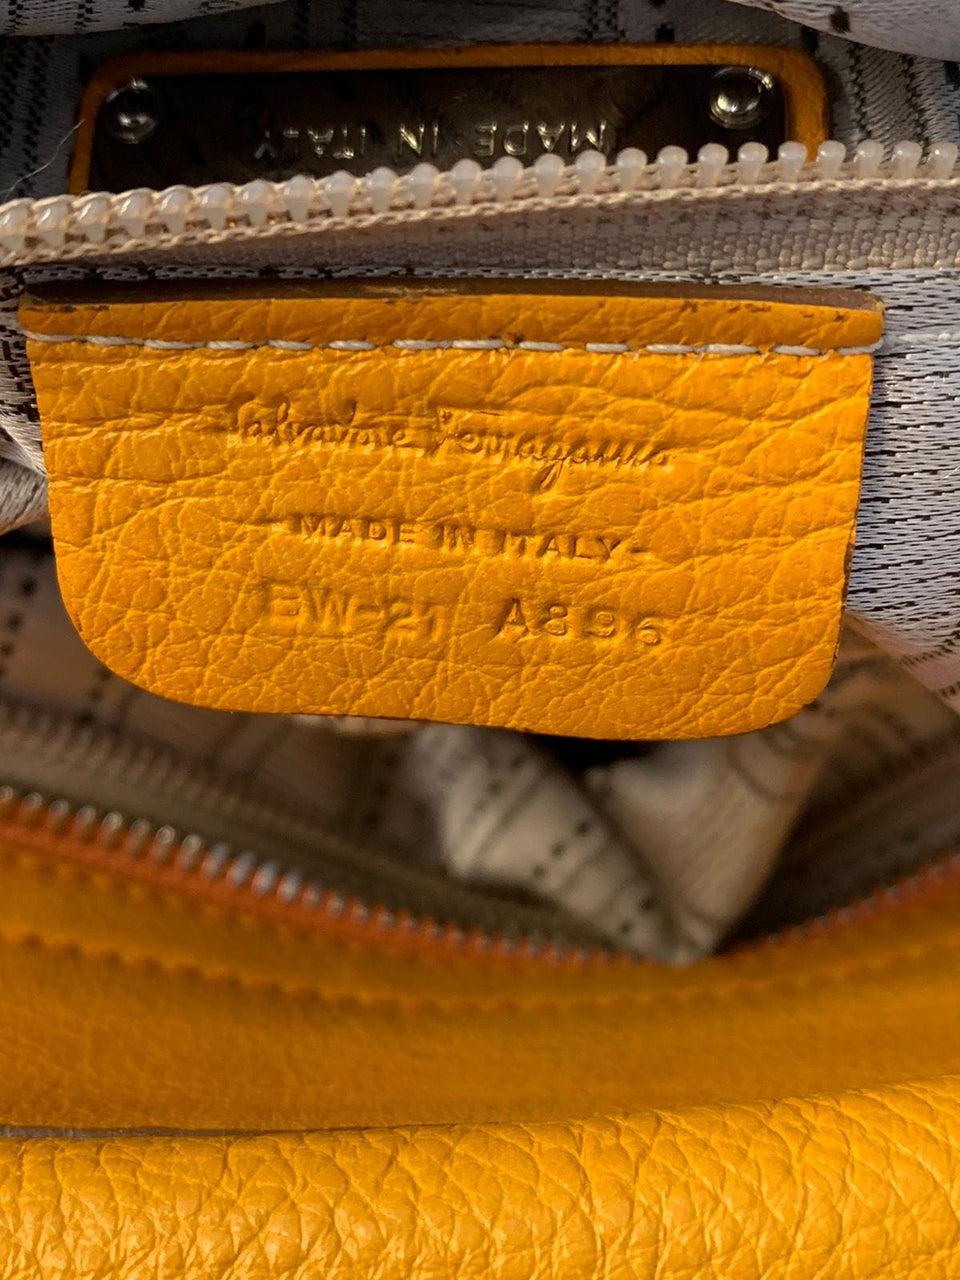 MADE IN ITALY
Salvatore Ferragamo
-MADE IN ITALY-
EW-21 A896